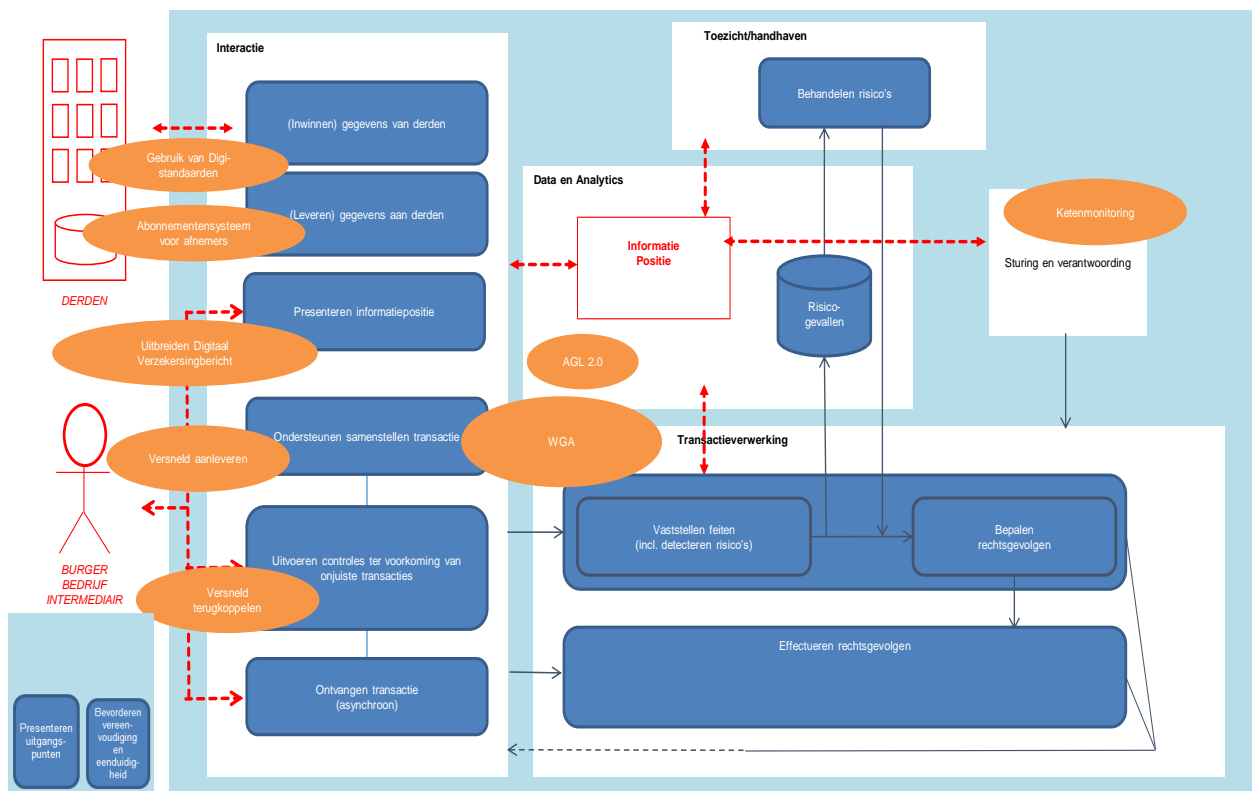 Interactie
(Inwinnen) gegevens van derden
Gebruik van Digi-
standaarden
(Leveren) gegevens aan derden
Abonnementensysteem
voor afnemers
DERDEN
Presenteren informatiepositie
Uitbreiden Digitaal
Verzekersingbericht
Ondersteunen samenstellen transactie
Versneld aanleveren
Uitvoeren controles ter voorkoming van
onjuiste transacties
BURGER
BEDRIJF
INTERMEDIAIR
Versneld
terugkoppelen
Ontvangen transactie
(asynchroon)
Presenteren
uitgangs-
punten
Bevorderen
vereen-
voudiging
en
eenduidig-
heid
Toezicht/handhaven
Behandelen risico's
Data en Analytics
Informatie
Positie
Risico-
gevallen
AGL 2.0
WGA
Ketenmonitoring
Sturing en verantwoording
Transactieverwerking
Vaststellen feiten
(incl. detecteren risico's)
Bepalen
rechtsgevolgen
Effectueren rechtsgevolgen